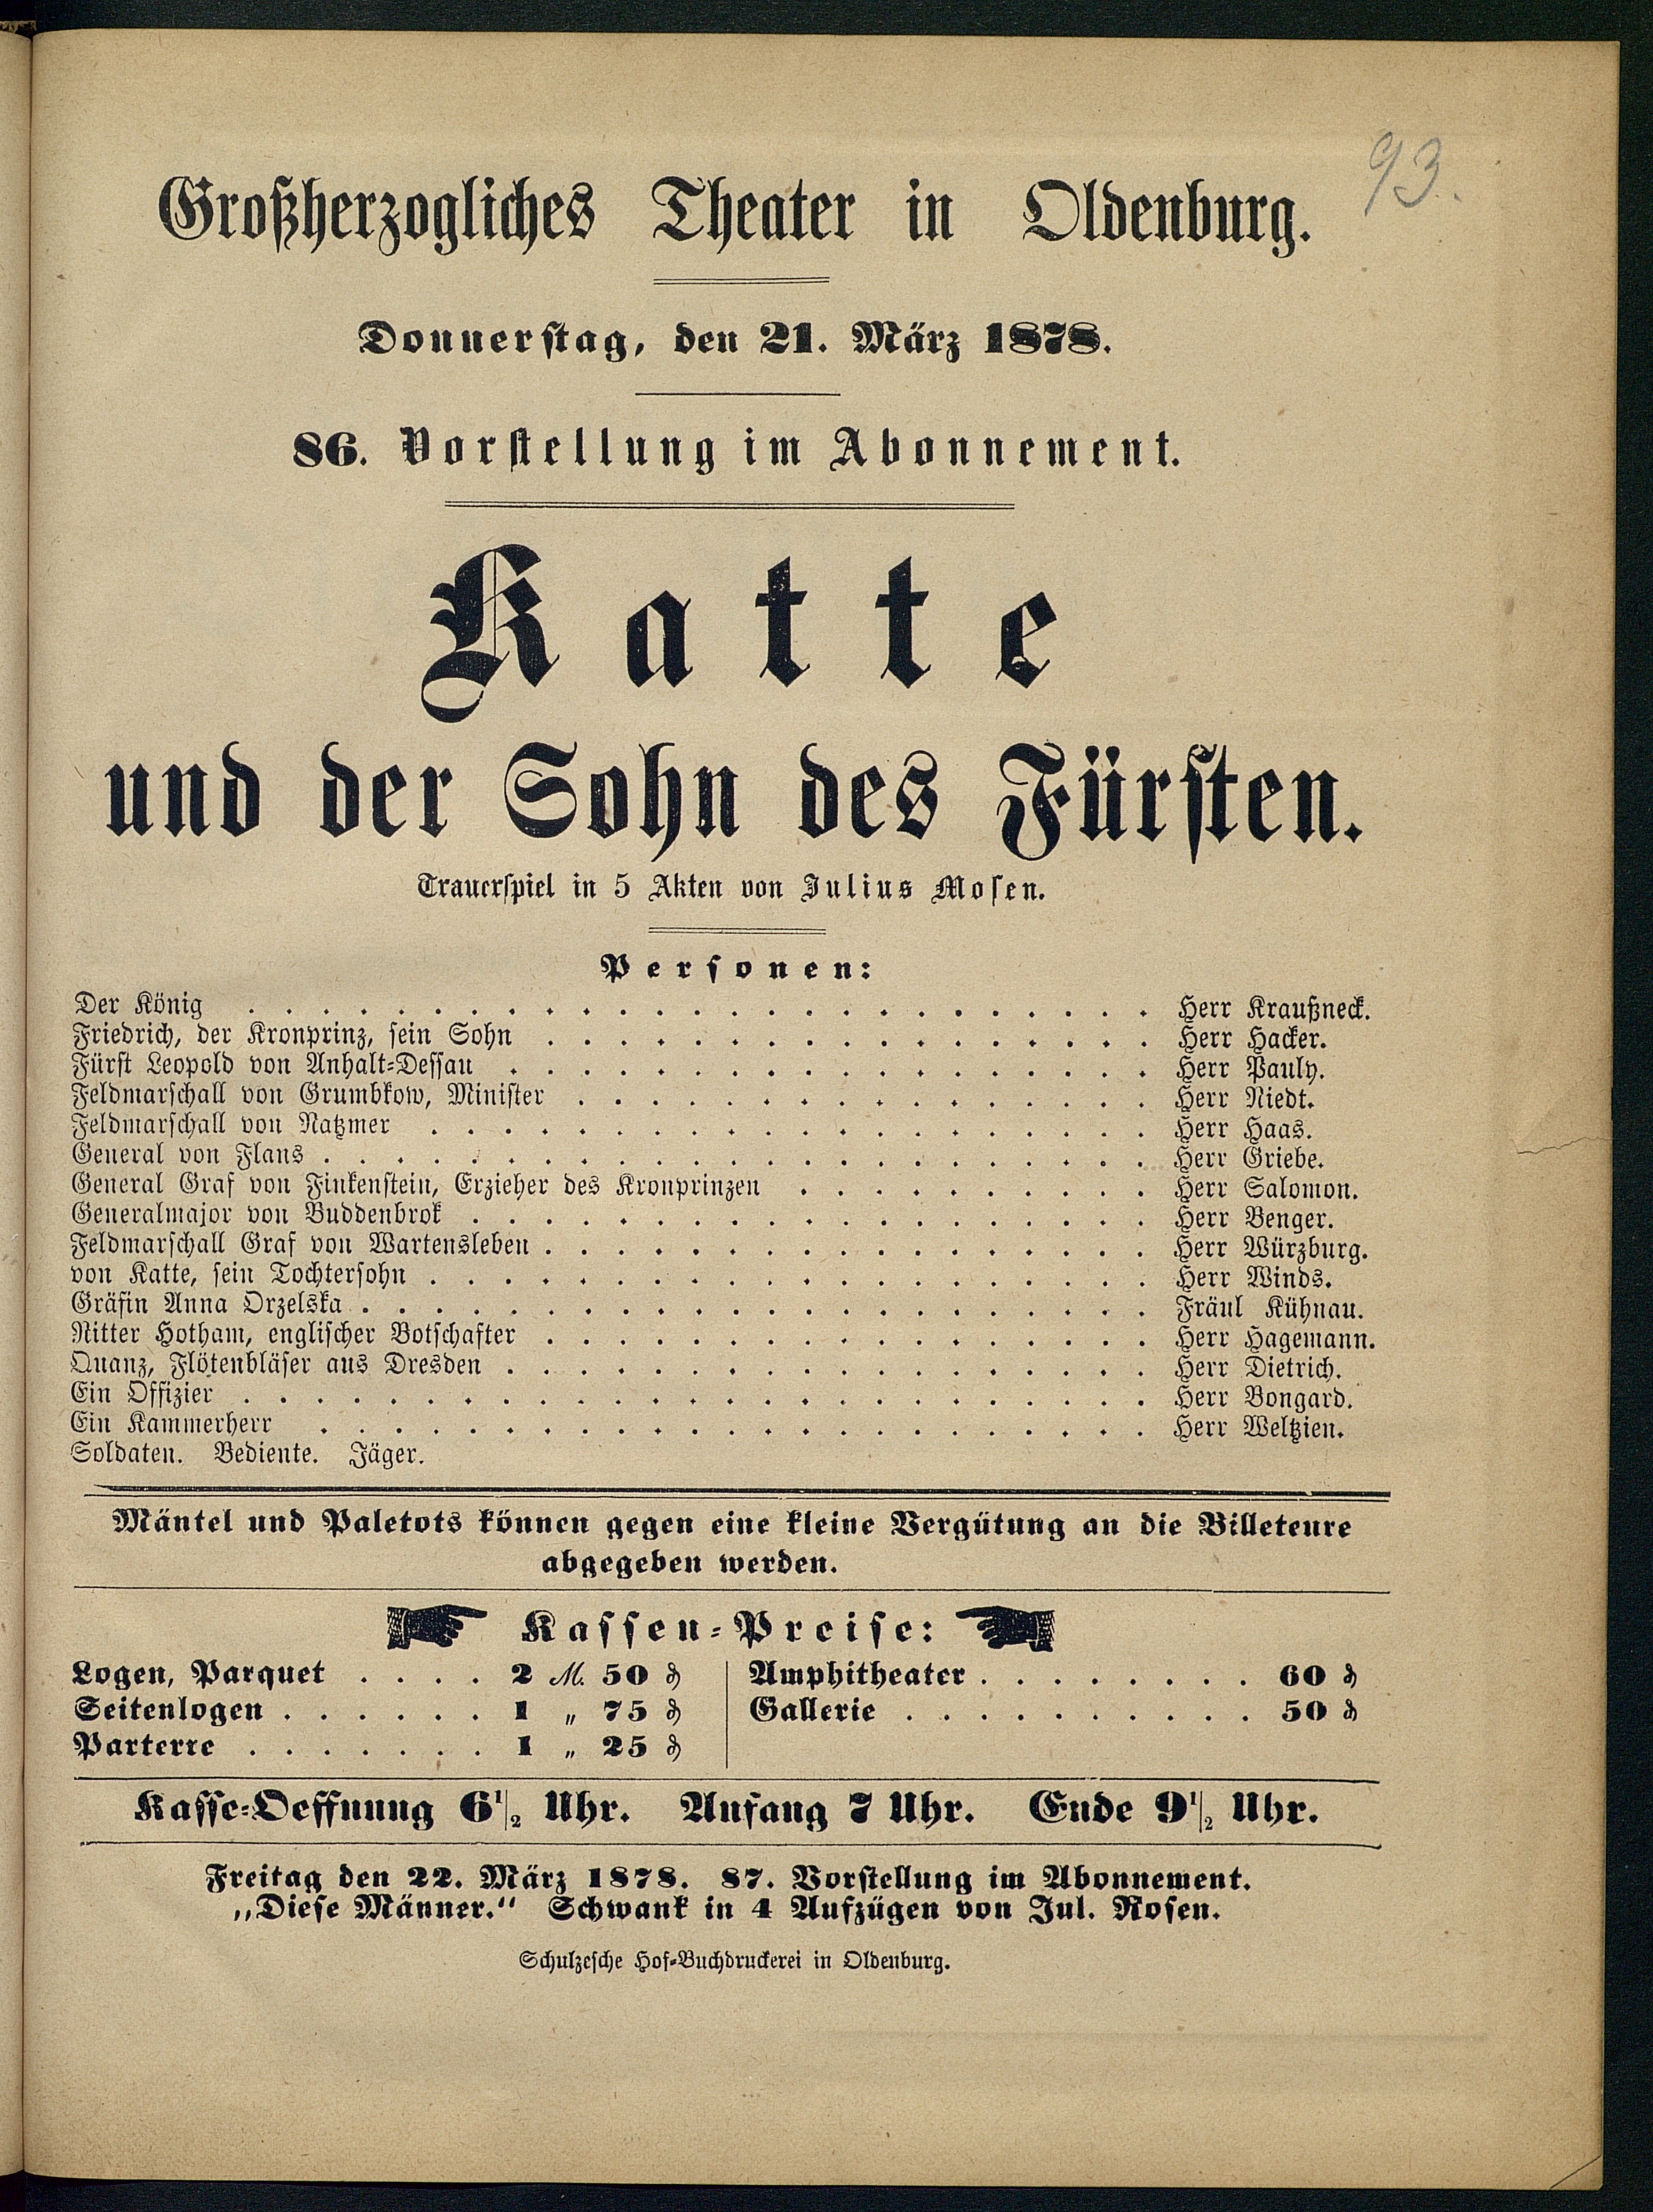 93.
Großherzogliches Theater in Oldenburg.
Donnerstag, den 21. März 1878.
86. Vorstellung im Abonnement.
Katte
und der Sohn des Fürsten.
Trauerspiel in 5 Akten von Julius Mosen.
Personen:
Der König . . . . . . . . . . Herr Kraußneck.
Friedrich, der Kronprinz, sein Sohn . . . . . . . . . . Herr Hacker.
Fürst Leopold von Anhalt-Dessau . . . . . . . . . . Herr Pauly.
Feldmarschall von Grumbkow, Minister . . . . . . . . . . Herr Niedt.
Feldmarschall von Natzmer . . . . . . . . . . Herr Haas.
General von Flans . . . . . . . . . . Herr Griebe.
General Graf von Finkenstein, Erzieher des Kronprinzen . . . . . . . . . . Herr Salomon.
Generalmajor von Buddenbrok . . . . . . . . . . Herr Benger.
Feldmarschall Graf von Wartensleben . . . . . . . . . . Herr Würzburg.
von Katte, sein Tochtersohn . . . . . . . . . . Herr Winds.
Gräfin Anna Orzelska . . . . . . . . . . Fräul Kühnau.
Ritter Hotham, englischer Botschafter . . . . . . . . . . Herr Hagemann.
Quanz, Flötenbläser aus Dresden . . . . . . . . . . Herr Dietrich.
Ein Offizier . . . . . . . . . . Herr Bongard.
Ein Kammerherr . . . . . . . . . . Herr Weltzien.
Soldaten. Bediente. Jäger.
Mäntel und Paletots können gegen eine kleine Vergütung an die Billeteure
abgegeben werden.
Kassen-Preise:
Logen, Parquet . . . . 2 M. 50 ₰
Seitenlogen . . . . . . 1 „ 75 ₰
Parterre . . . . . . . 1 „ 25 ₰
Amphitheater . . . . . . . . 60 ₰
Gallerie . . . . . . . . . . 50 ₰
Kasse-Oeffnung 6 1/2 Uhr. Anfang 7 Uhr. Ende 9 1/2 Uhr.
Freitag den 22. März 1878. 87. Vorstellung im Abonnement.
„Diese Männer.“ Schwank in 4 Aufzügen von Jul. Rosen.
Schulzesche Hof-Buchdruckerei in Oldenburg.